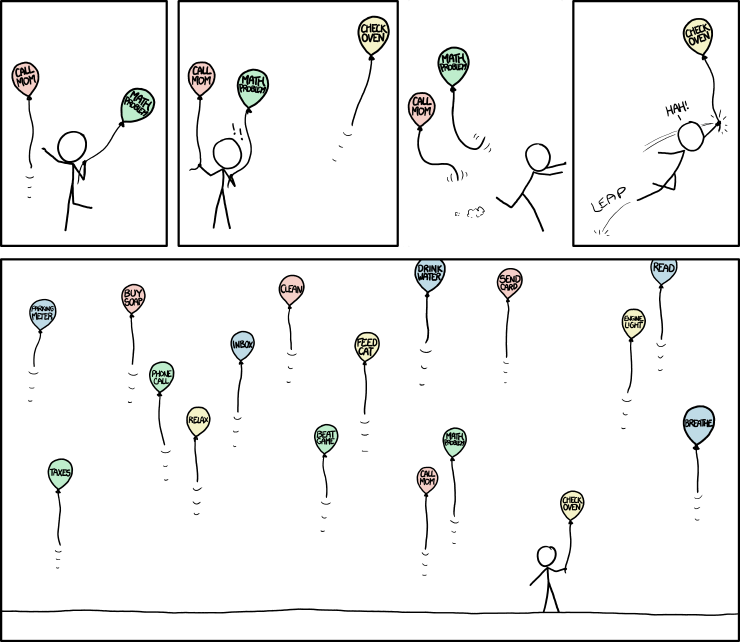 CALL
MOM
MATH
PROBLEM
CALL
MOM
MATH
PROBLEM
!!
CHECK
OVEN
MATH
PROBLEM
CALL
MOM
CHECK
OVEN
HAH!
LEAP
PARKING
METER
BUY
SOAP
CLEAN
DRINK
WATER
SEND
CARD
READ
ENGINE
LIGHT
INBOX
FEED
CAT
PHONE
CALL
RELAX
BEAT
GAME
MATH
PROBLEM
BREATHE
TAXES
CALL
MOM
CHECK
OVEN